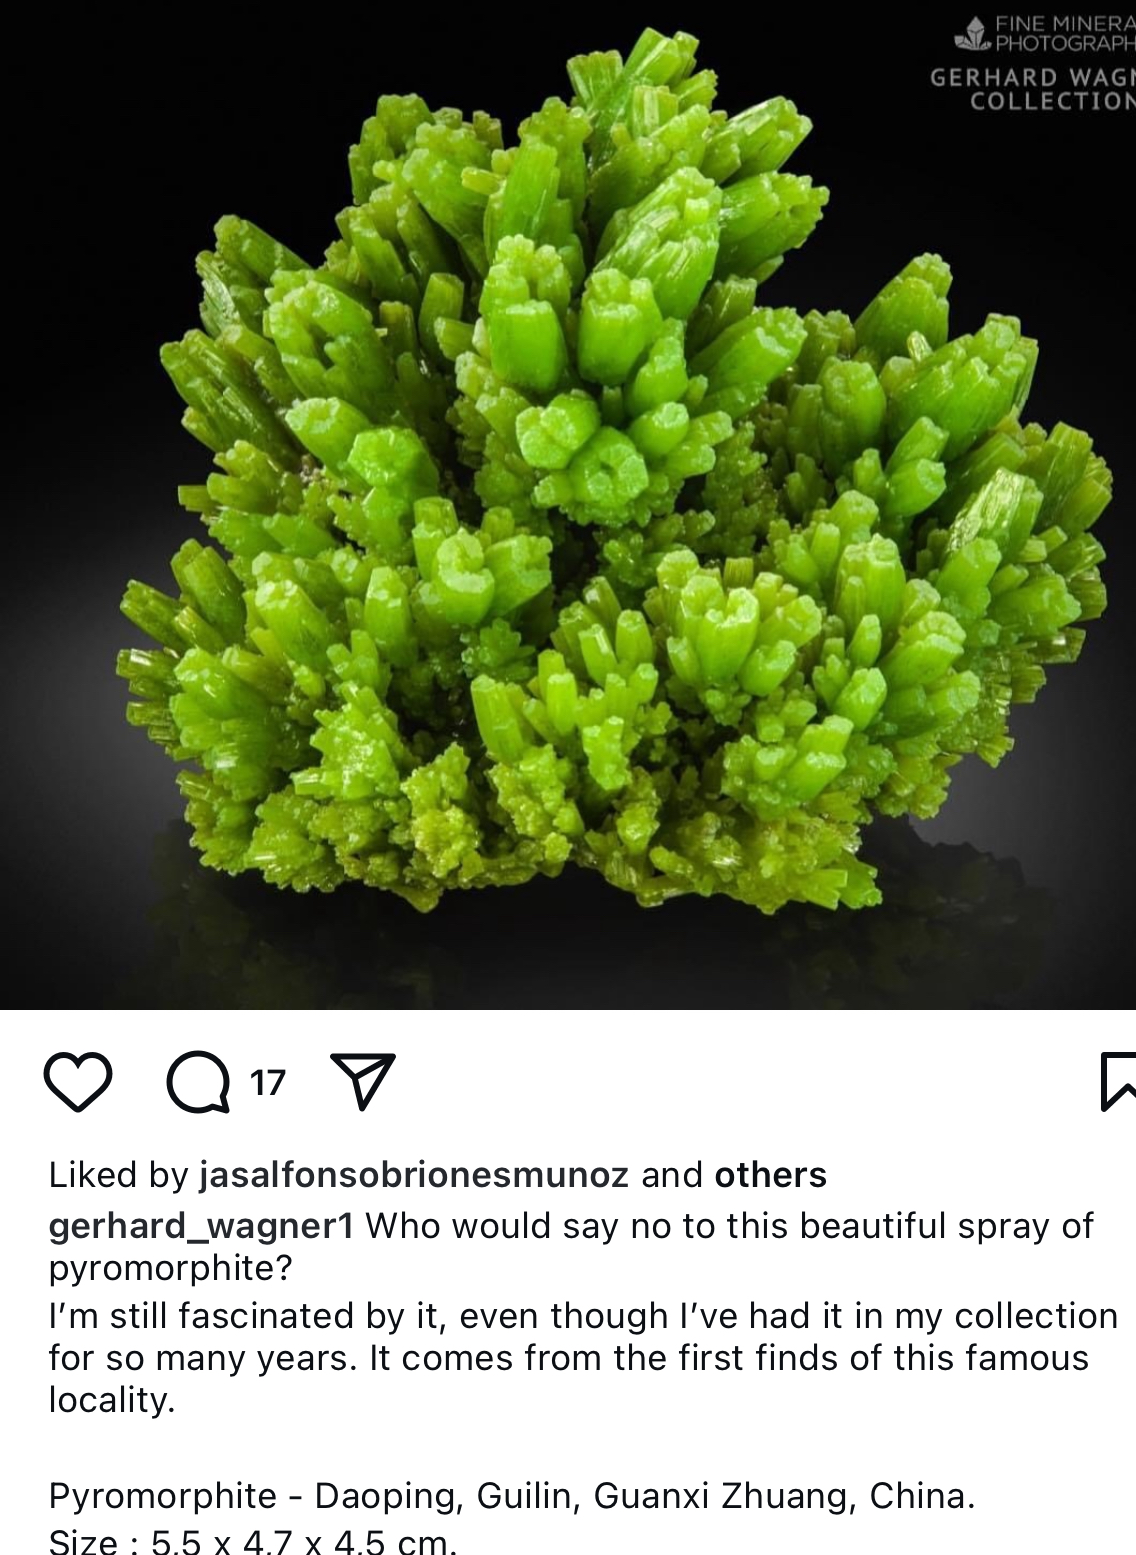 FINE MINERA
PHOTOGRAPH
GERHARD WAG
COLLECTION
17
Liked by jasalfonsobrionesmunoz and others
gerhard_wagner1 Who would say no to this beautiful spray of
pyromorphite?
I'm still fascinated by it, even though I've had it in my collection
for so many years. It comes from the first finds of this famous
locality.
Pyromorphite - Daoping, Guilin, Guanxi Zhuang, China.
Size : 5.5 x 4.7 x 4.5 cm.